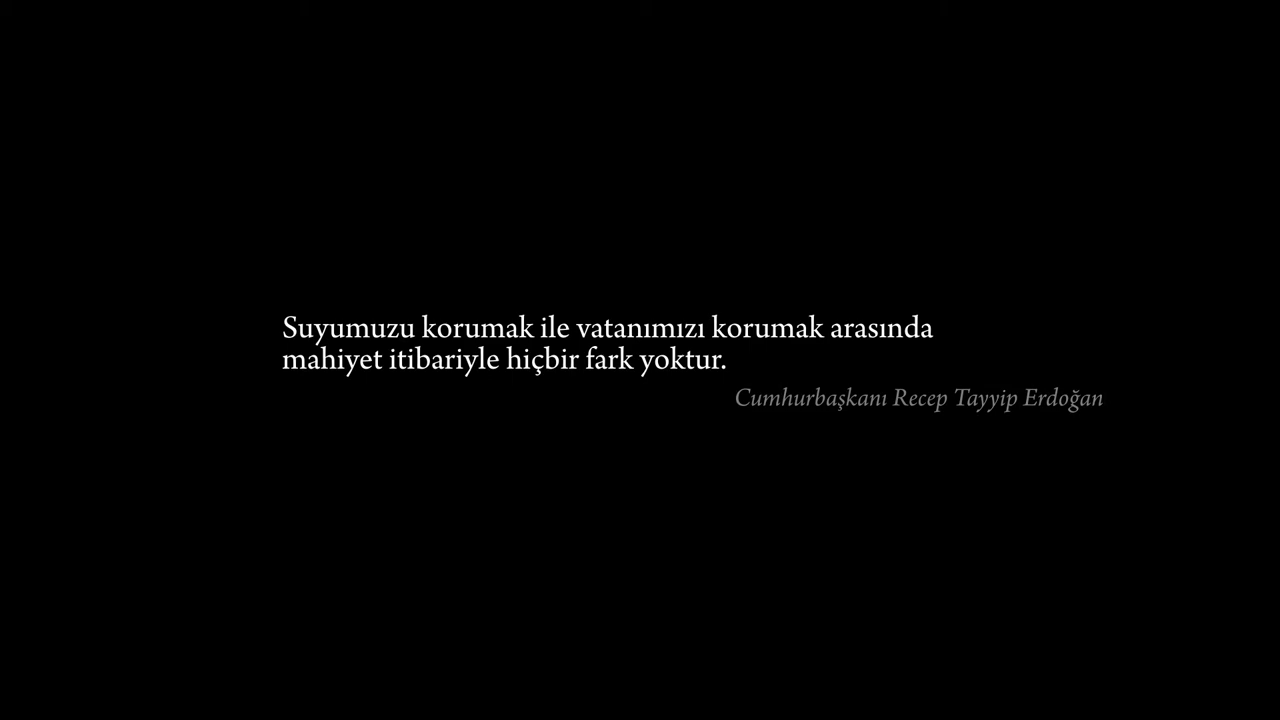 Suyumuzu korumak ile vatanımızı korumak arasında
mahiyet itibariyle hiçbir fark yoktur.
Cumhurbaşkanı Recep Tayyip Erdoğan